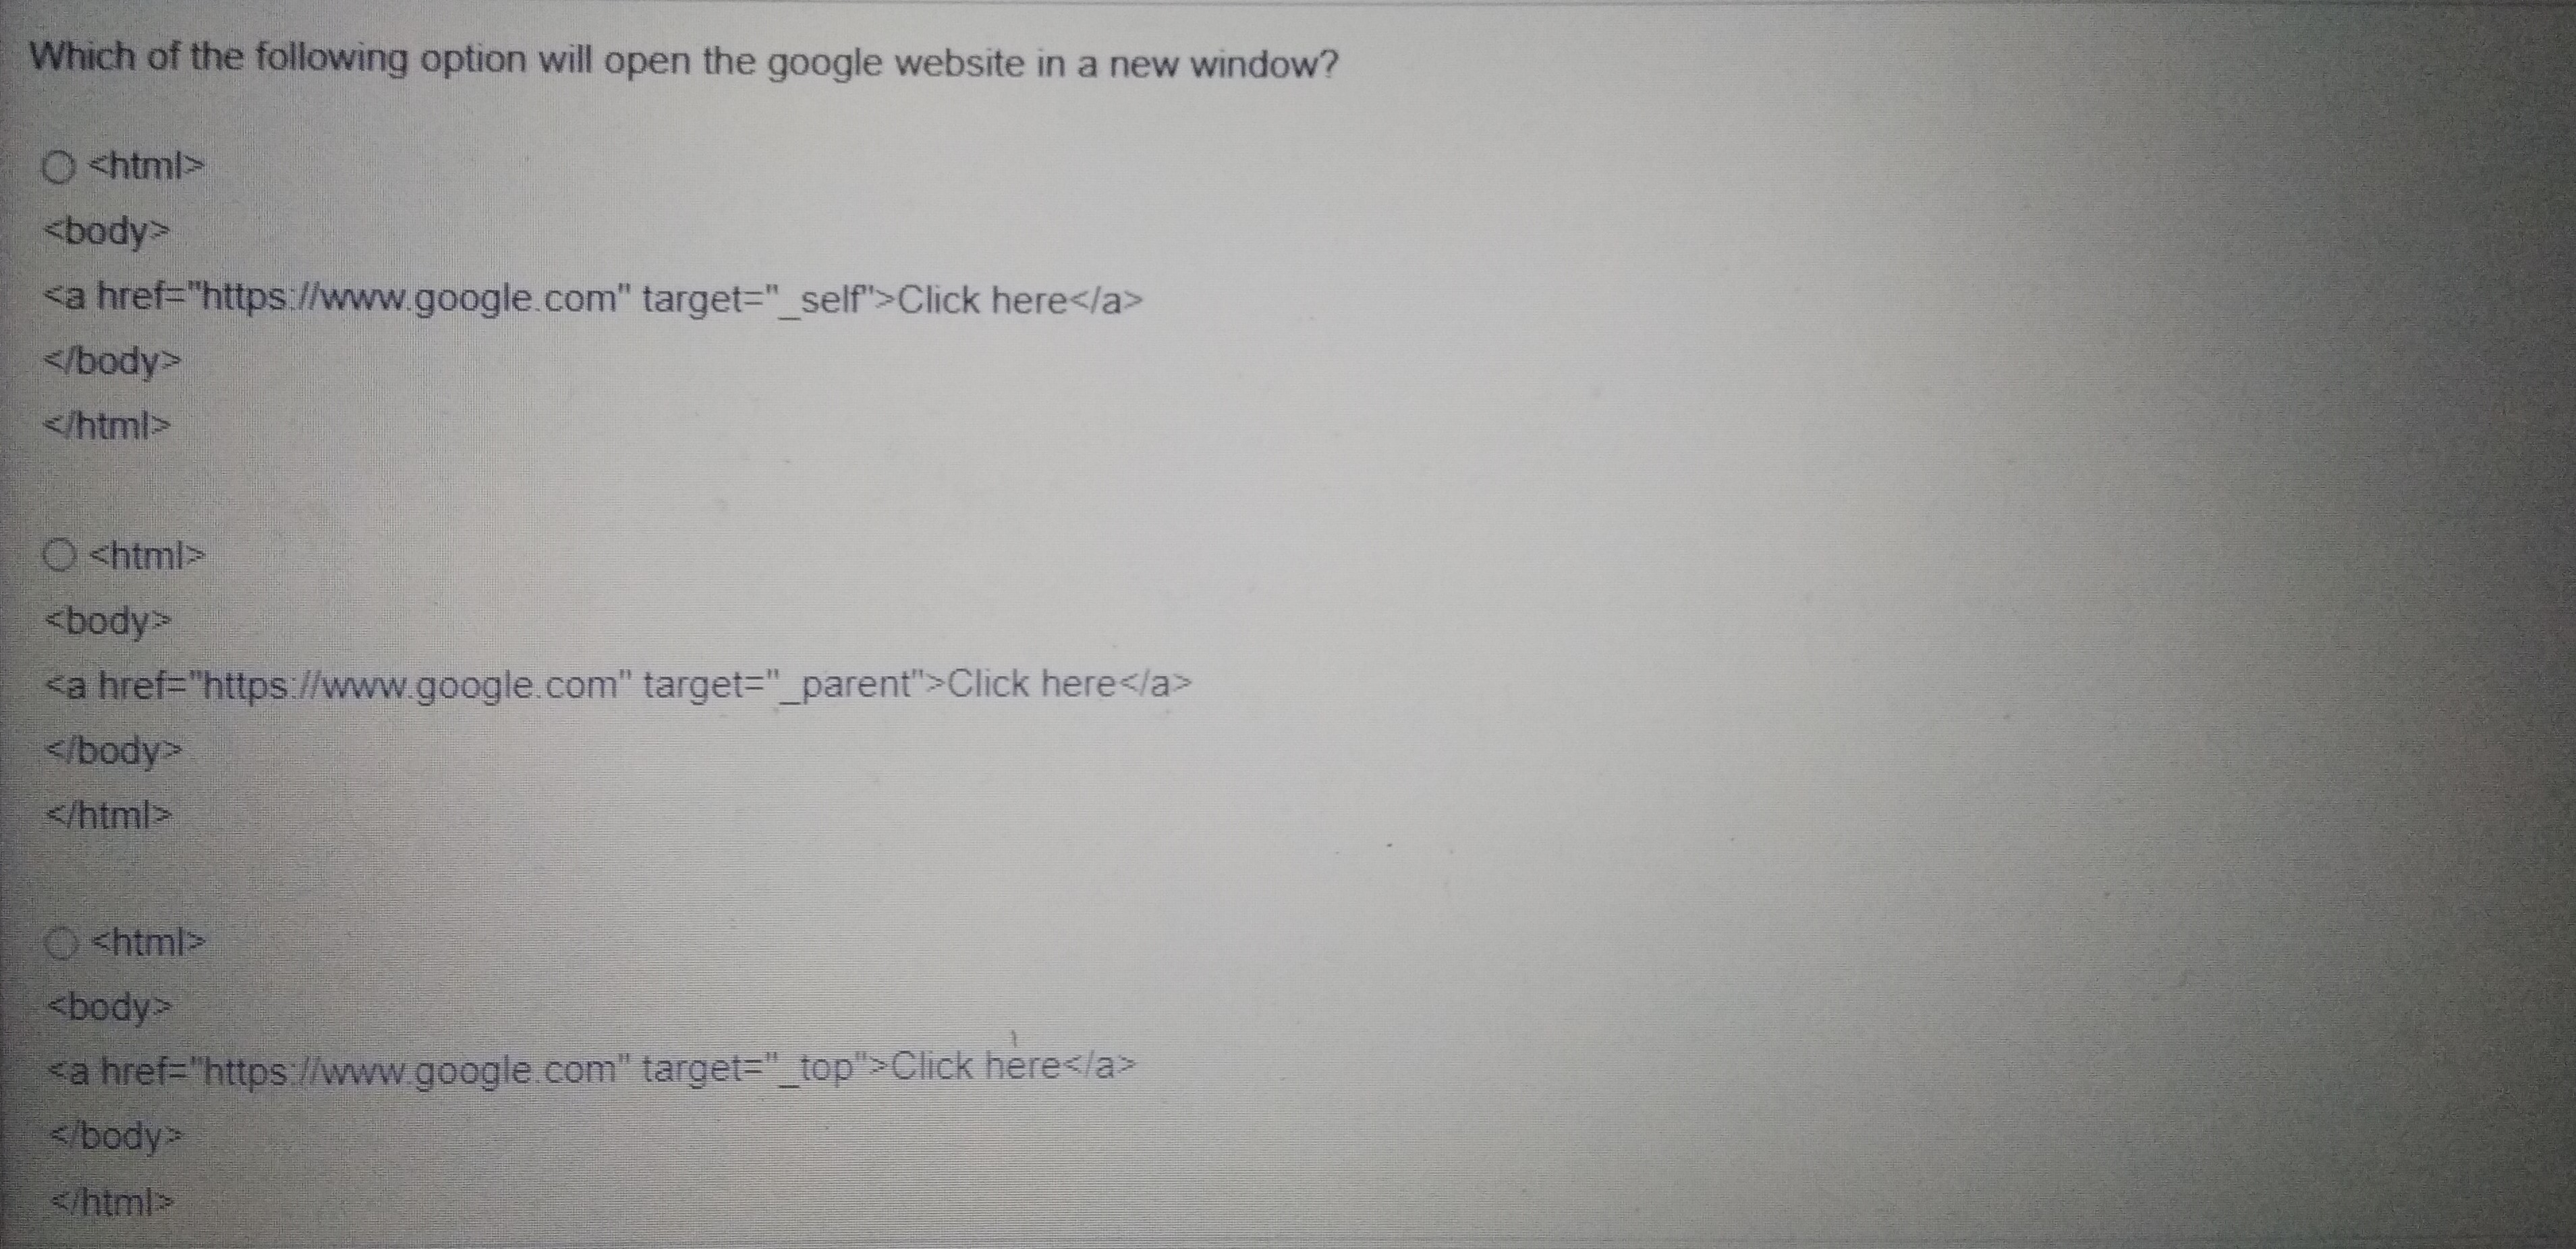 Which of the following option will open the google website in a new window?
<html>
<body>
<a href="https://www.google.com" target="_self">Click here</a>
</body>
</html>
<html>
<body>
<a href="https://www.google.com" target="_parent">Click here</a>
</body>
</html>
<html>
<body>
<a href="https://www.google.com" target="_top">Click here</a>
</body>
</html>